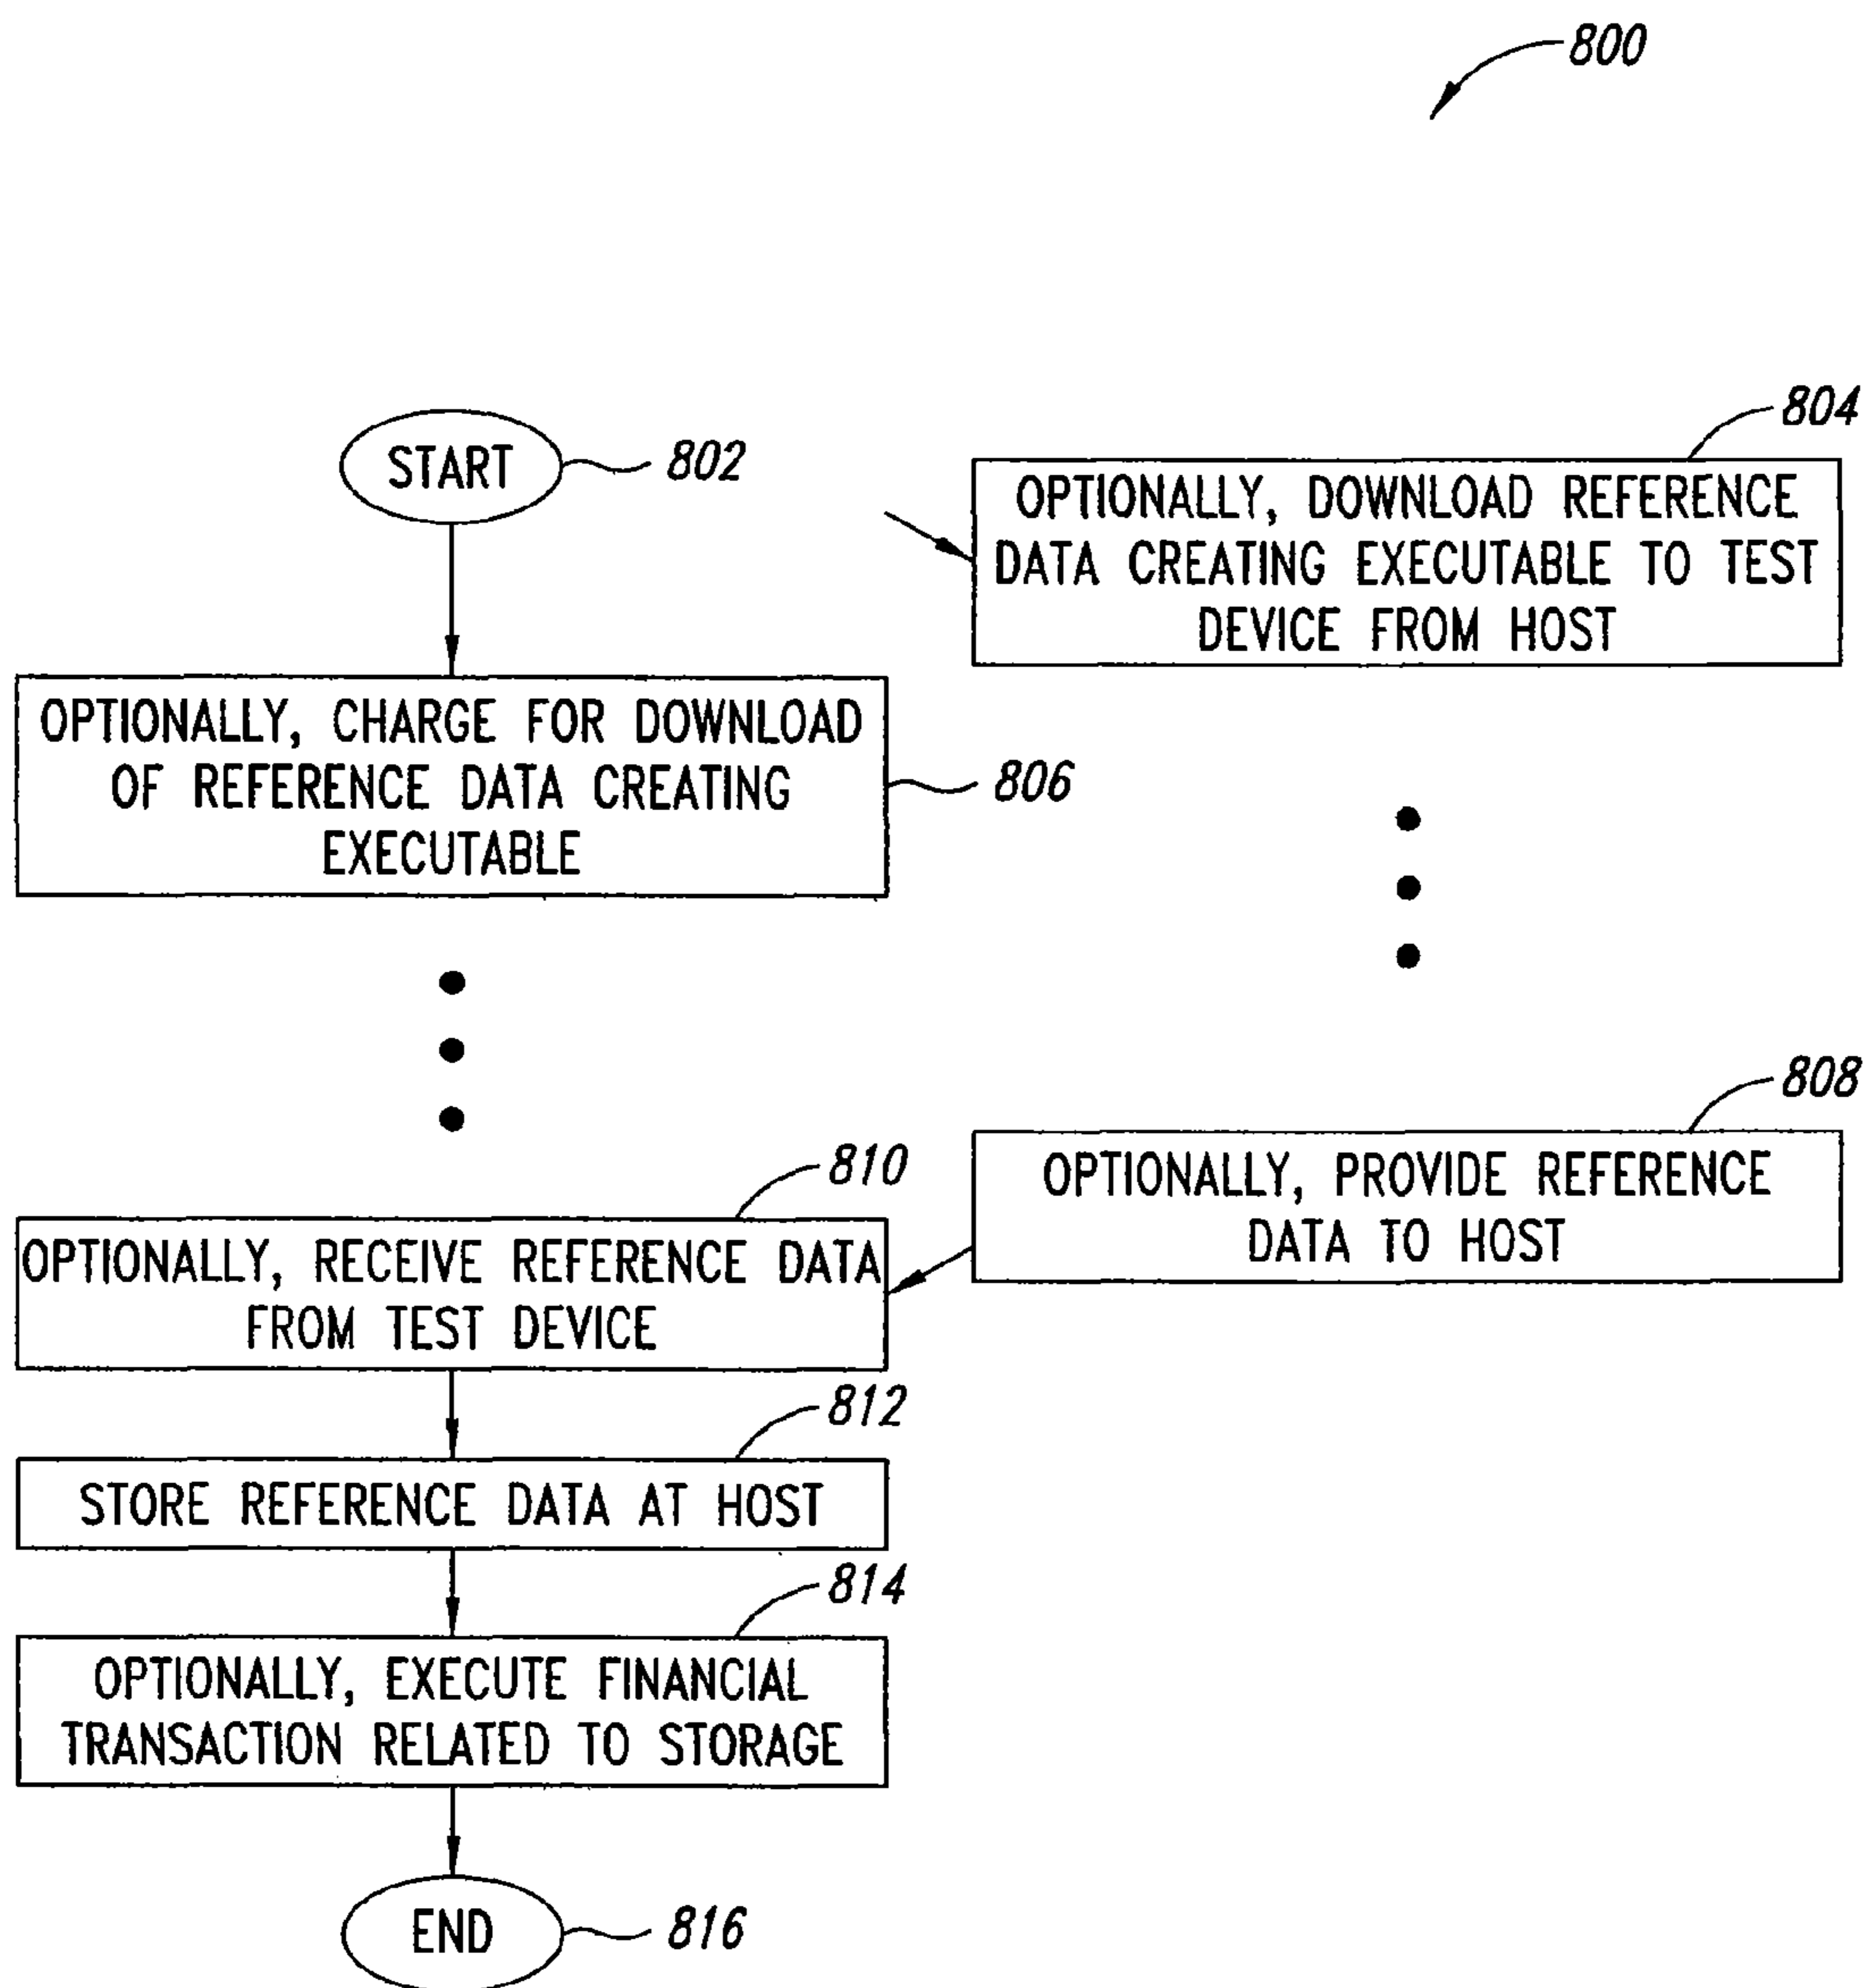 800
START
802
804
OPTIONALLY, DOWNLOAD REFERENCE
DATA CREATING EXECUTABLE TO TEST
DEVICE FROM HOST
OPTIONALLY, CHARGE FOR DOWNLOAD
OF REFERENCE DATA CREATING
EXECUTABLE
806
808
OPTIONALLY, PROVIDE REFERENCE
DATA TO HOST
810
OPTIONALLY, RECEIVE REFERENCE DATA
FROM TEST DEVICE
812
STORE REFERENCE DATA AT HOST
814
OPTIONALLY, EXECUTE FINANCIAL
TRANSACTION RELATED TO STORAGE
END
816